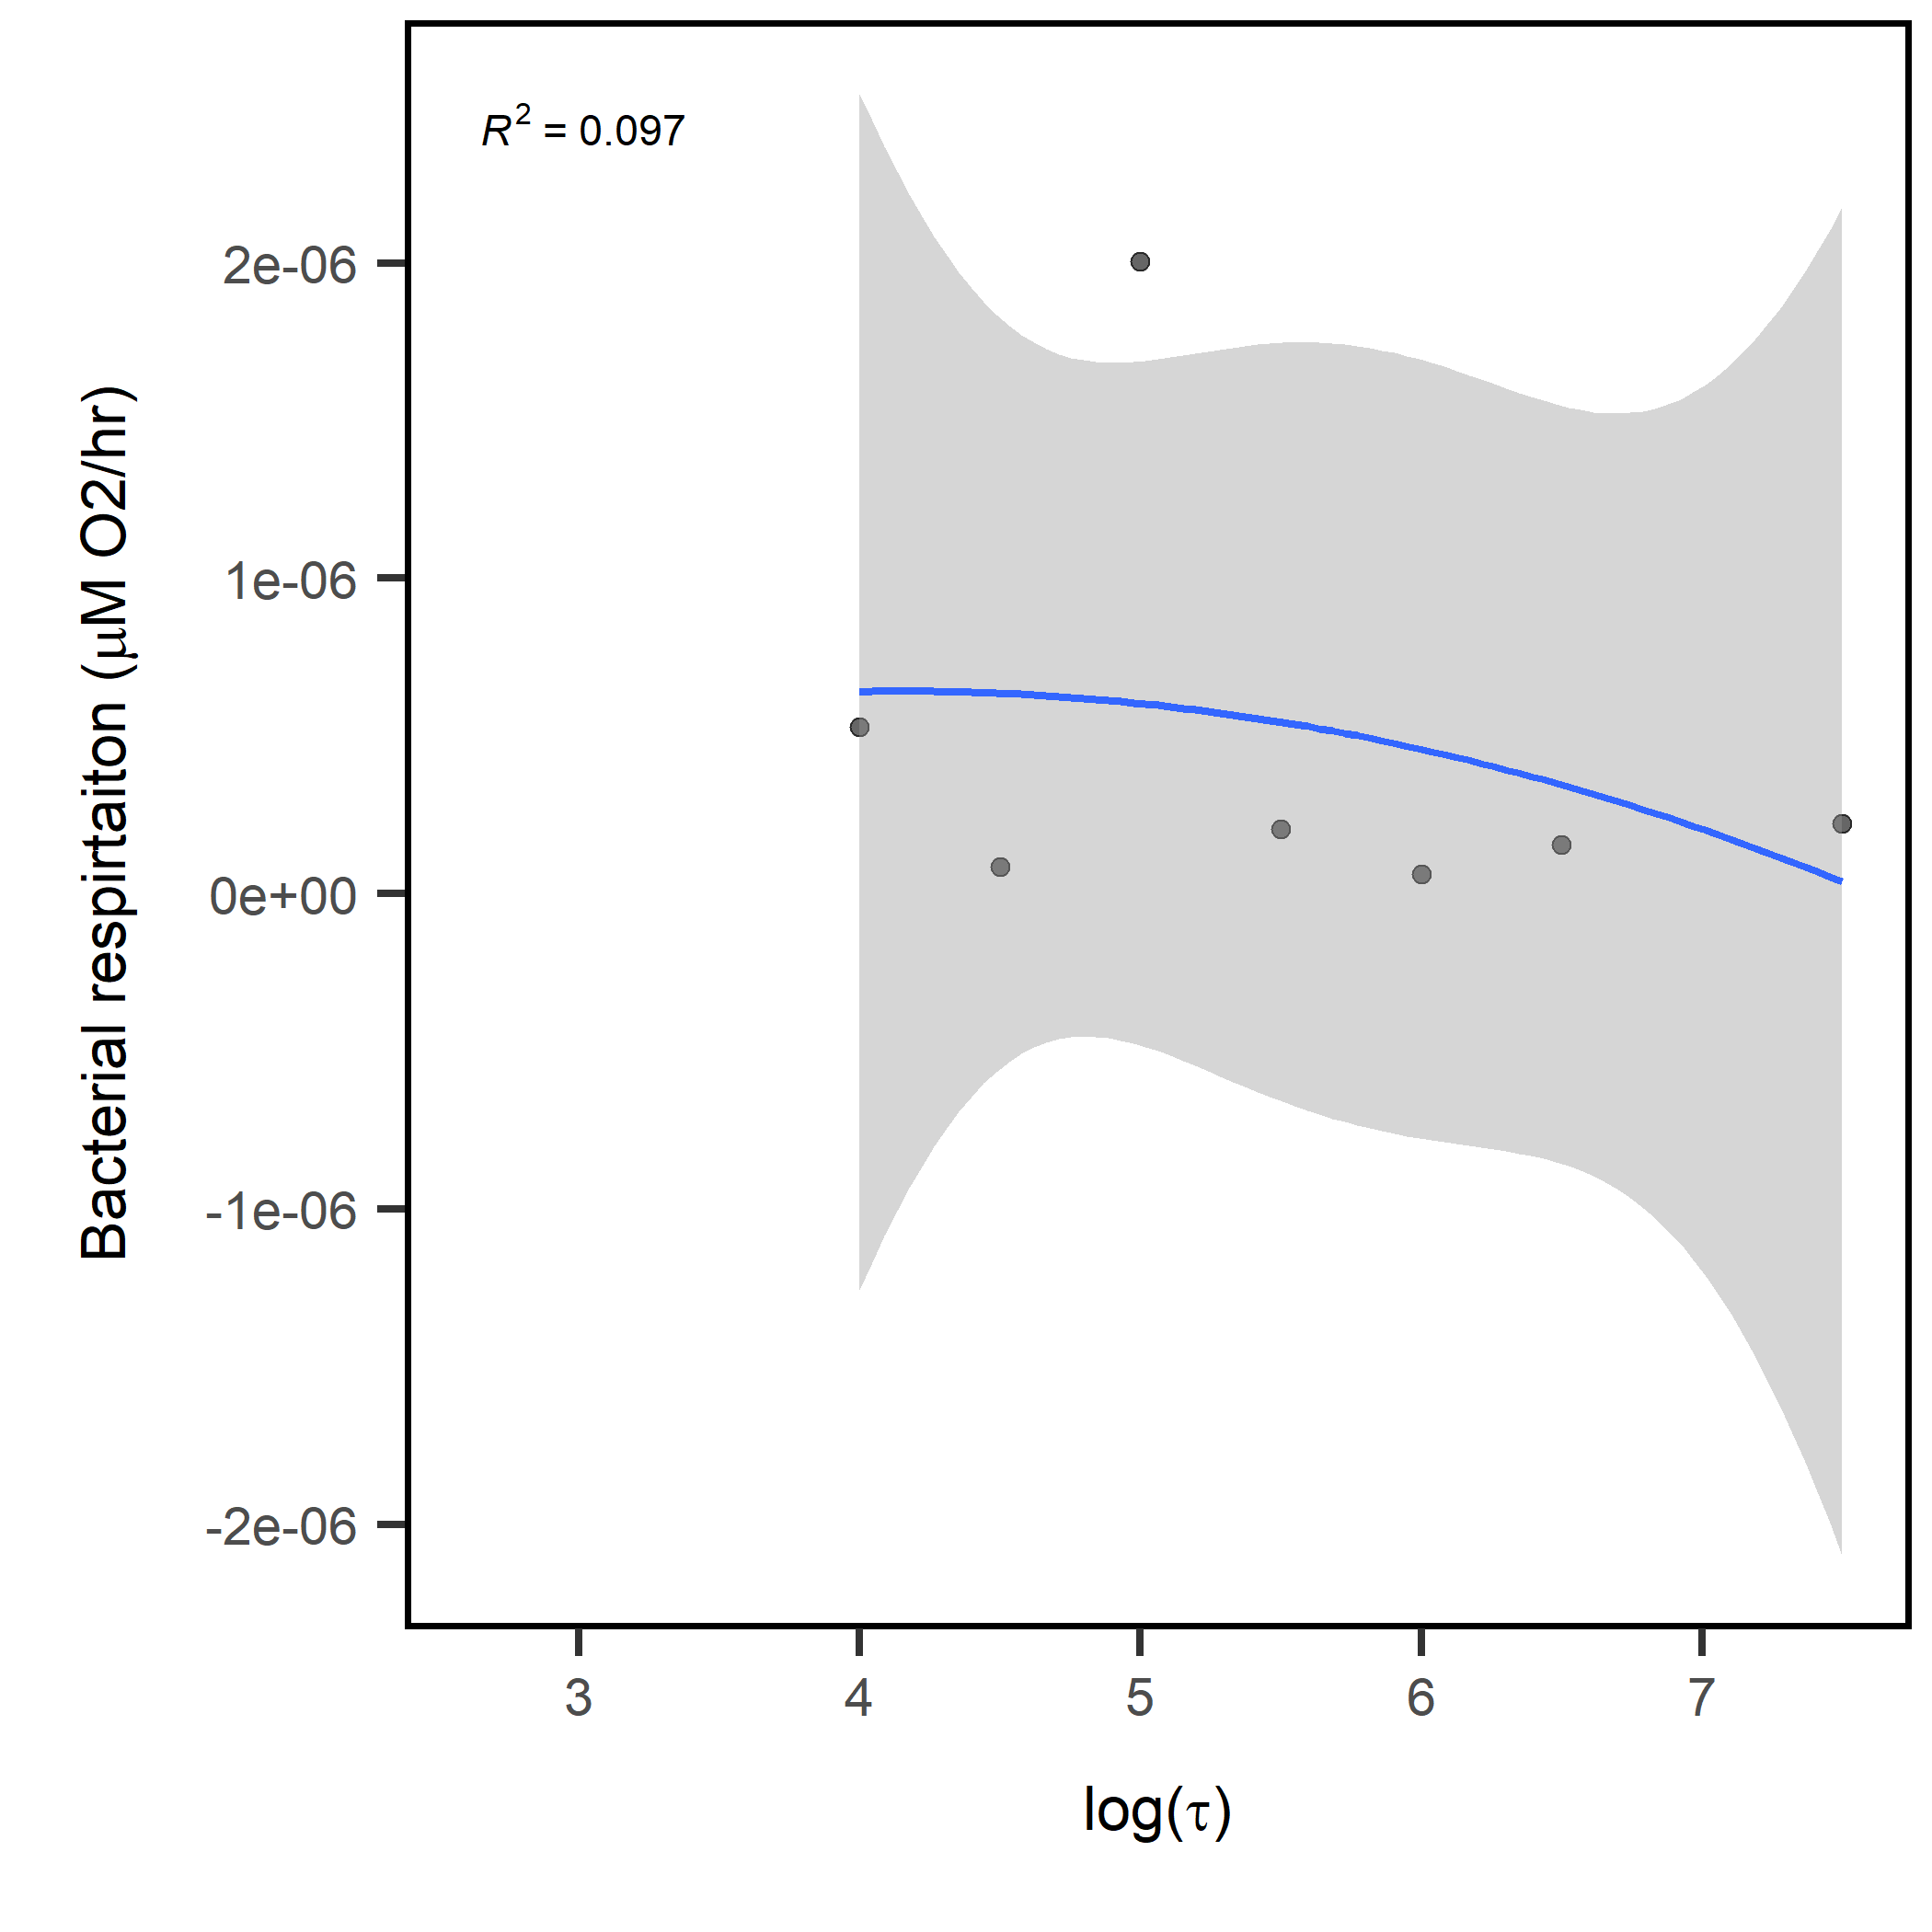 R² = 0.097
Bacterial respirtaiton (μM O2/hr)
2e-06
1e-06
0e+00
-1e-06
-2e-06
3 4 5 6 7
log(τ)